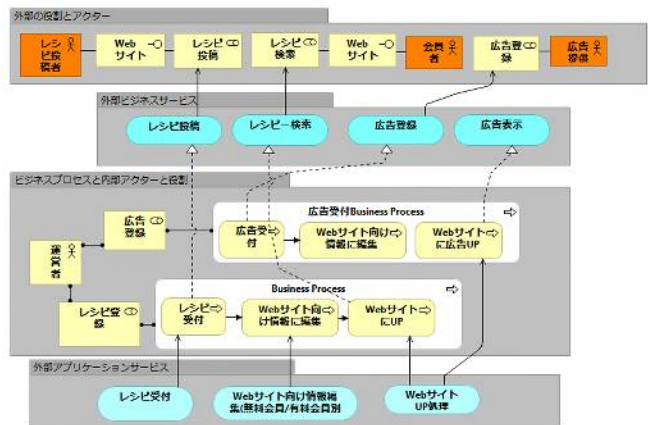 外部の役割とアクター
レシ
ピ投
稿者
Web
サイト
レシピ
投稿
レシピ
検索
Web
サイト
会員
者
広告登
録
広告
提供
外部ビジネスサービス
レシピ投稿
レシピー検索
広告登録
広告表示
ビジネスプロセスと内部アクターと役割
広告
登録
運営
者
レシピ登
録
広告受付Business Process
広告受
付
Webサイト向け
情報に編集
Webサイト
に広告UP
Business Process
レシピ
受付
Webサイト向
け情報に編集
Webサイト
にUP
外部アプリケーションサービス
レシピ受付
Webサイト向け情報編
集(無料会員/有料会員別
Webサイト
UP処理